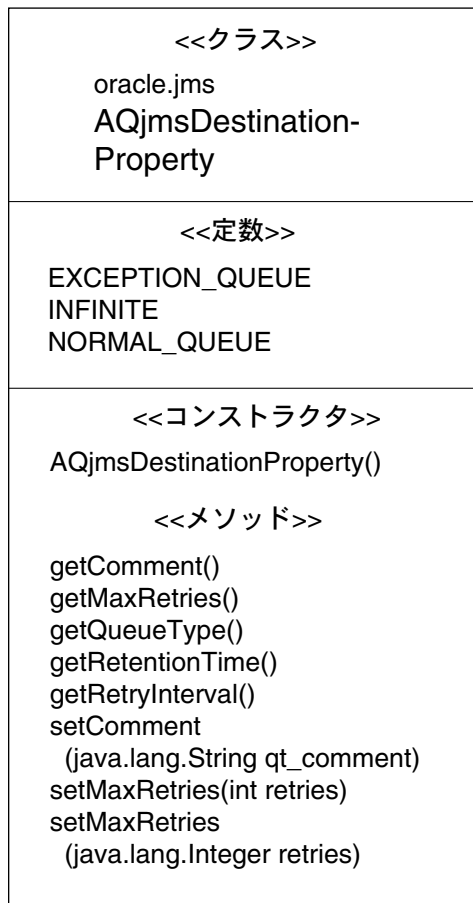 <<クラス>>
oracle.jms
AQjmsDestination-
Property
<<定数>>
EXCEPTION_QUEUE
INFINITE
NORMAL_QUEUE
<<コンストラクタ>>
AQjmsDestinationProperty()
<<メソッド>>
getComment()
getMaxRetries()
getQueueType()
getRetentionTime()
getRetryInterval()
setComment
(java.lang.String qt_comment)
setMaxRetries(int retries)
setMaxRetries
(java.lang.Integer retries)